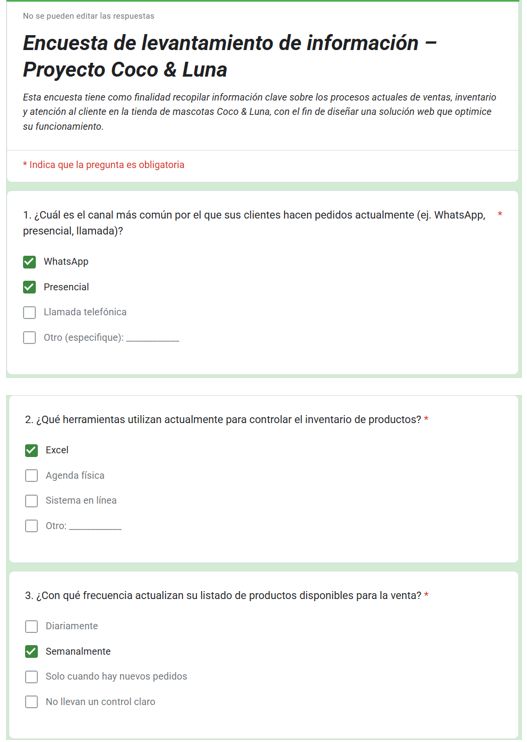 No se pueden editar las respuestas
Encuesta de levantamiento de información –
Proyecto Coco & Luna
Esta encuesta tiene como finalidad recopilar información clave sobre los procesos actuales de ventas, inventario
y atención al cliente en la tienda de mascotas Coco & Luna, con el fin de diseñar una solución web que optimice
su funcionamiento.
* Indica que la pregunta es obligatoria
1. ¿Cuál es el canal más común por el que sus clientes hacen pedidos actualmente (ej. WhatsApp, *
presencial, llamada)?
WhatsApp
Presencial
Llamada telefónica
Otro (especifique): ___________
2. ¿Qué herramientas utilizan actualmente para controlar el inventario de productos? *
Excel
Agenda física
Sistema en línea
Otro: ___________
3. ¿Con qué frecuencia actualizan su listado de productos disponibles para la venta? *
Diariamente
Semanalmente
Solo cuando hay nuevos pedidos
No llevan un control claro